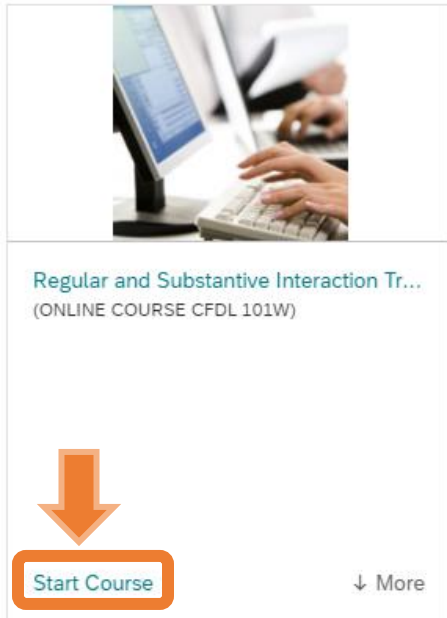 Regular and Substantive Interaction Tr...
(ONLINE COURSE CFDL 101W)
Start Course
↓ More